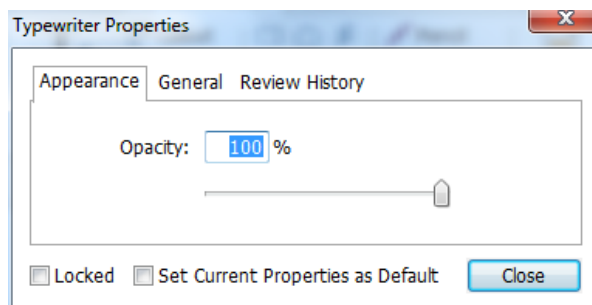 Typewriter Properties
Appearance General Review History
Opacity: 100 %
Locked Set Current Properties as Default Close